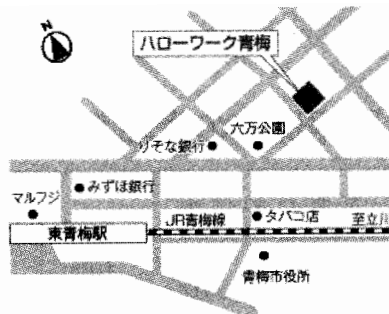 N
ハローワーク青梅
六万公園
りそな銀行
みずほ銀行
マルフジ
JR青梅線
タバコ店
至立川
東青梅駅
青梅市役所